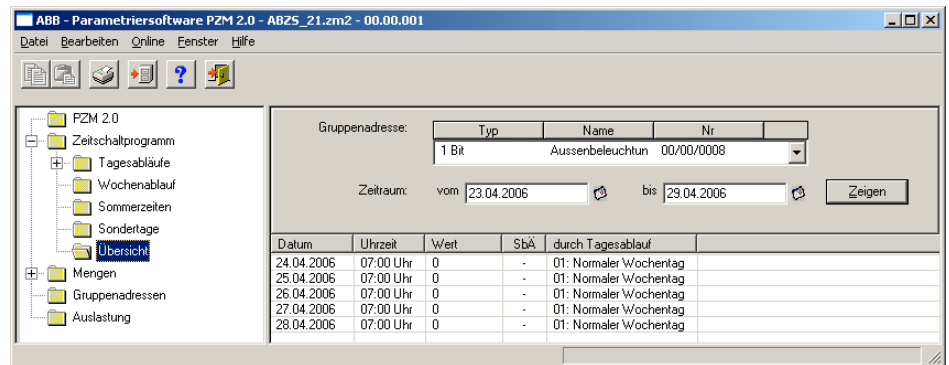 ABB - Parametriersoftware PZM 2.0 - ABZS_21.zm2 - 00.00.001
Datei Bearbeiten Online Fenster Hilfe
PZM 2.0
Zeitschaltprogramm
Tagesabläufe
Wochenablauf
Sommerzeiten
Sondertage
Übersicht
Mengen
Gruppenadressen
Auslastung
Gruppenadresse:
Typ Name Nr
1 Bit Aussenbeleuchtun 00/00/0008
Zeitraum: vom 23.04.2006 bis 29.04.2006 Zeigen
Datum Uhrzeit Wert SbÄ durch Tagesablauf
24.04.2006 07:00 Uhr 0 - 01: Normaler Wochentag
25.04.2006 07:00 Uhr 0 - 01: Normaler Wochentag
26.04.2006 07:00 Uhr 0 - 01: Normaler Wochentag
27.04.2006 07:00 Uhr 0 - 01: Normaler Wochentag
28.04.2006 07:00 Uhr 0 - 01: Normaler Wochentag